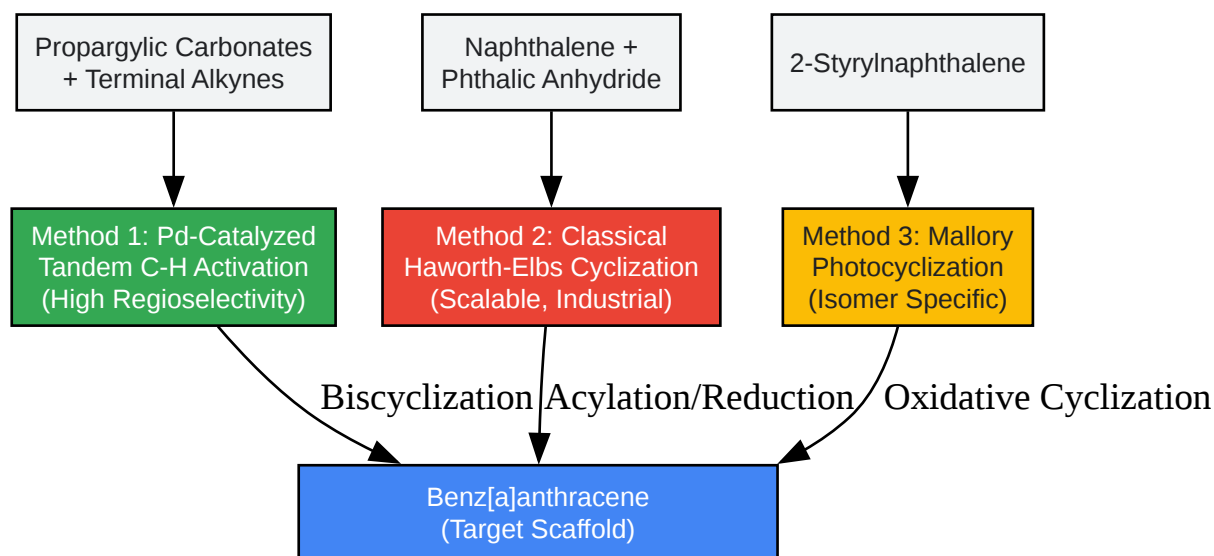 Propargylic Carbonates
+ Terminal Alkynes
Naphthalene +
Phthalic Anhydride
2-Styrylnaphthalene
Method 1: Pd-Catalyzed
Tandem C-H Activation
(High Regioselectivity)
Method 2: Classical
Haworth-Elbs Cyclization
(Scalable, Industrial)
Method 3: Mallory
Photocyclization
(Isomer Specific)
Biscyclization
Acylation/Reduction
Oxidative Cyclization
Benz[a]anthracene
(Target Scaffold)